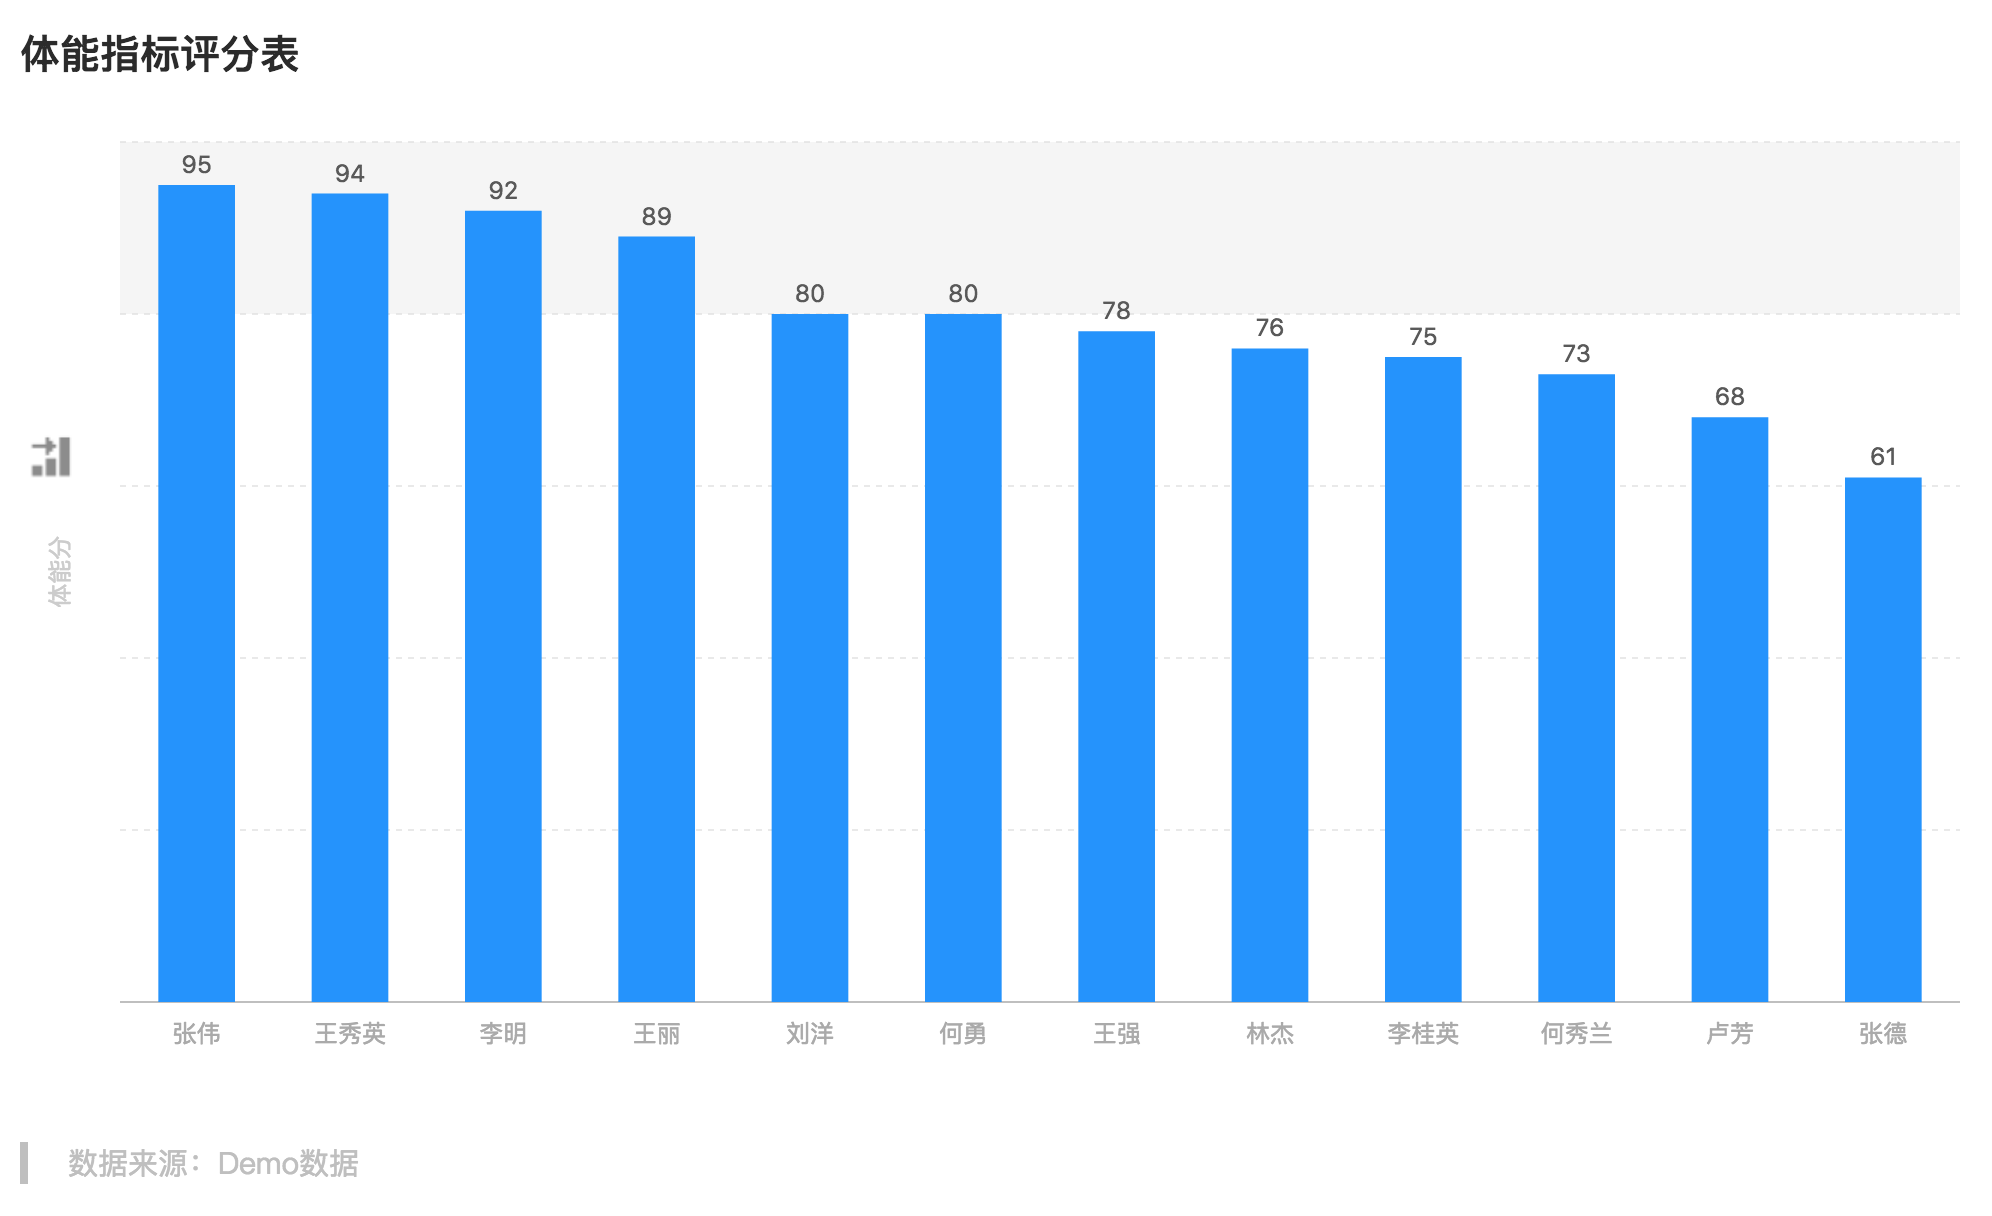 体能指标评分表
95
94
92
89
80
80
78
76
75
73
68
61
体能分
张伟
王秀英
李明
王丽
刘洋
何勇
王强
林杰
李桂英
何秀兰
卢芳
张德
数据来源：Demo数据